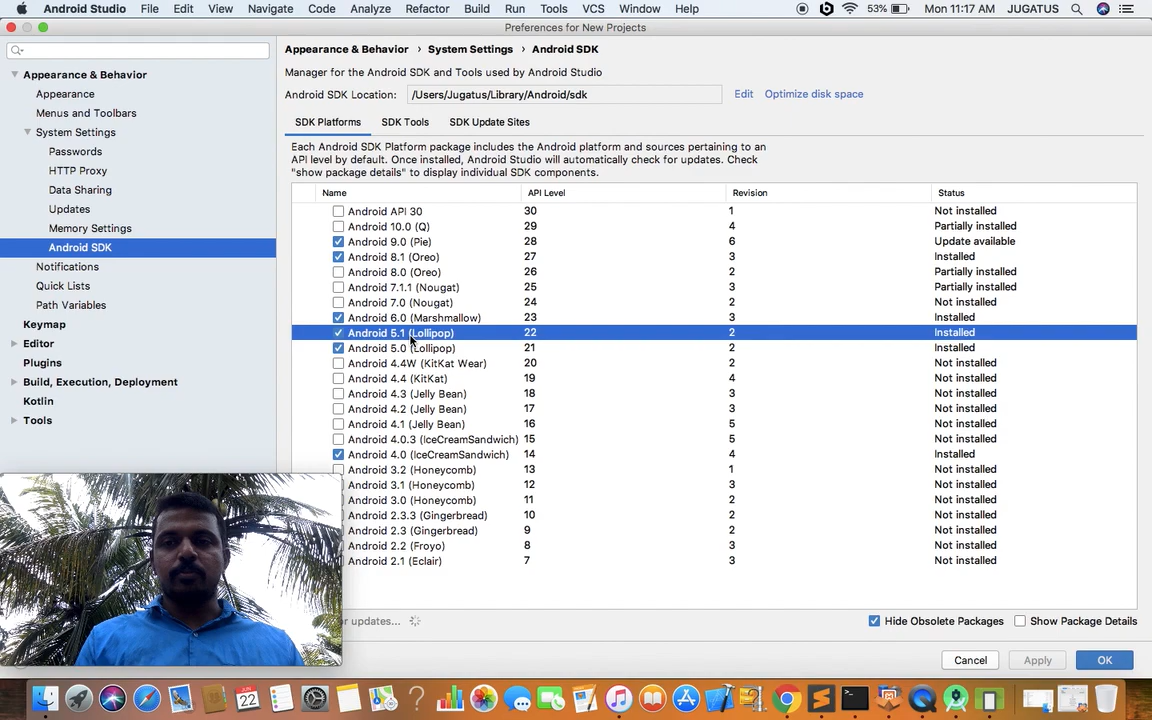 Android Studio File Edit View Navigate Code Analyze Refactor Build Run Tools VCS Window Help 53% Mon 11:17 AM JUGATUS
Preferences for New Projects
Appearance & Behavior › System Settings › Android SDK
Manager for the Android SDK and Tools used by Android Studio
Android SDK Location: /Users/Jugatus/Library/Android/sdk Edit Optimize disk space
SDK Platforms SDK Tools SDK Update Sites
Each Android SDK Platform package includes the Android platform and sources pertaining to an
API level by default. Once installed, Android Studio will automatically check for updates. Check
"show package details" to display individual SDK components.
Appearance & Behavior
Appearance
Menus and Toolbars
System Settings
Passwords
HTTP Proxy
Data Sharing
Updates
Memory Settings
Android SDK
Notifications
Quick Lists
Path Variables
Keymap
Editor
Plugins
Build, Execution, Deployment
Kotlin
Tools
Name API Level Revision Status
Android API 30 30 1 Not installed
Android 10.0 (Q) 29 4 Partially installed
Android 9.0 (Pie) 28 6 Update available
Android 8.1 (Oreo) 27 3 Installed
Android 8.0 (Oreo) 26 2 Partially installed
Android 7.1.1 (Nougat) 25 3 Partially installed
Android 7.0 (Nougat) 24 2 Not installed
Android 6.0 (Marshmallow) 23 3 Installed
Android 5.1 (Lollipop) 22 2 Installed
Android 5.0 (Lollipop) 21 2 Installed
Android 4.4W (KitKat Wear) 20 2 Not installed
Android 4.4 (KitKat) 19 4 Not installed
Android 4.3 (Jelly Bean) 18 3 Not installed
Android 4.2 (Jelly Bean) 17 3 Not installed
Android 4.1 (Jelly Bean) 16 5 Not installed
Android 4.0.3 (IceCreamSandwich) 15 5 Not installed
Android 4.0 (IceCreamSandwich) 14 4 Installed
Android 3.2 (Honeycomb) 13 1 Not installed
Android 3.1 (Honeycomb) 12 3 Not installed
Android 3.0 (Honeycomb) 11 2 Not installed
Android 2.3.3 (Gingerbread) 10 2 Not installed
Android 2.3 (Gingerbread) 9 2 Not installed
Android 2.2 (Froyo) 8 3 Not installed
Android 2.1 (Eclair) 7 3 Not installed
updates... Hide Obsolete Packages Show Package Details
Cancel Apply OK
JUN
22